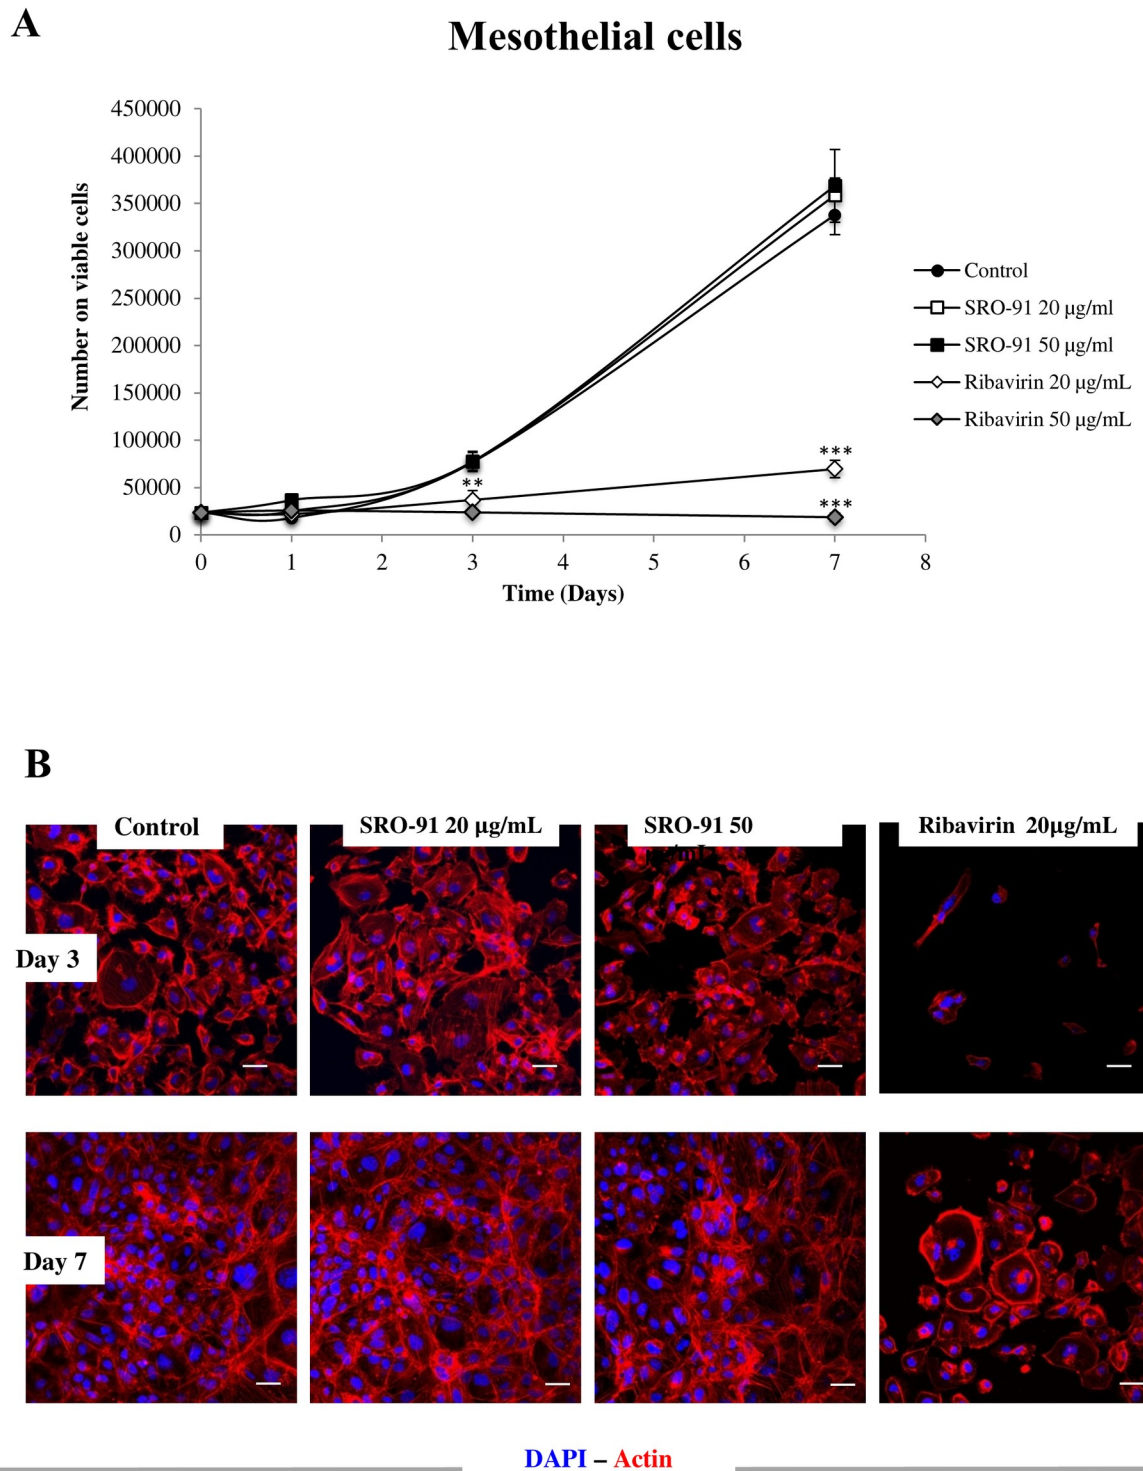 A
Mesothelial cells
450000
400000
350000
300000
250000
200000
150000
100000
50000
0
Number on viable cells
**
***
***
0 1 2 3 4 5 6 7 8
Time (Days)
Control
SRO-91 20 µg/ml
SRO-91 50 µg/ml
Ribavirin 20 µg/mL
Ribavirin 50 µg/mL
B
Control
SRO-91 20 µg/mL
SRO-91 50
Ribavirin 20µg/mL
Day 3
Day 7
DAPI – Actin